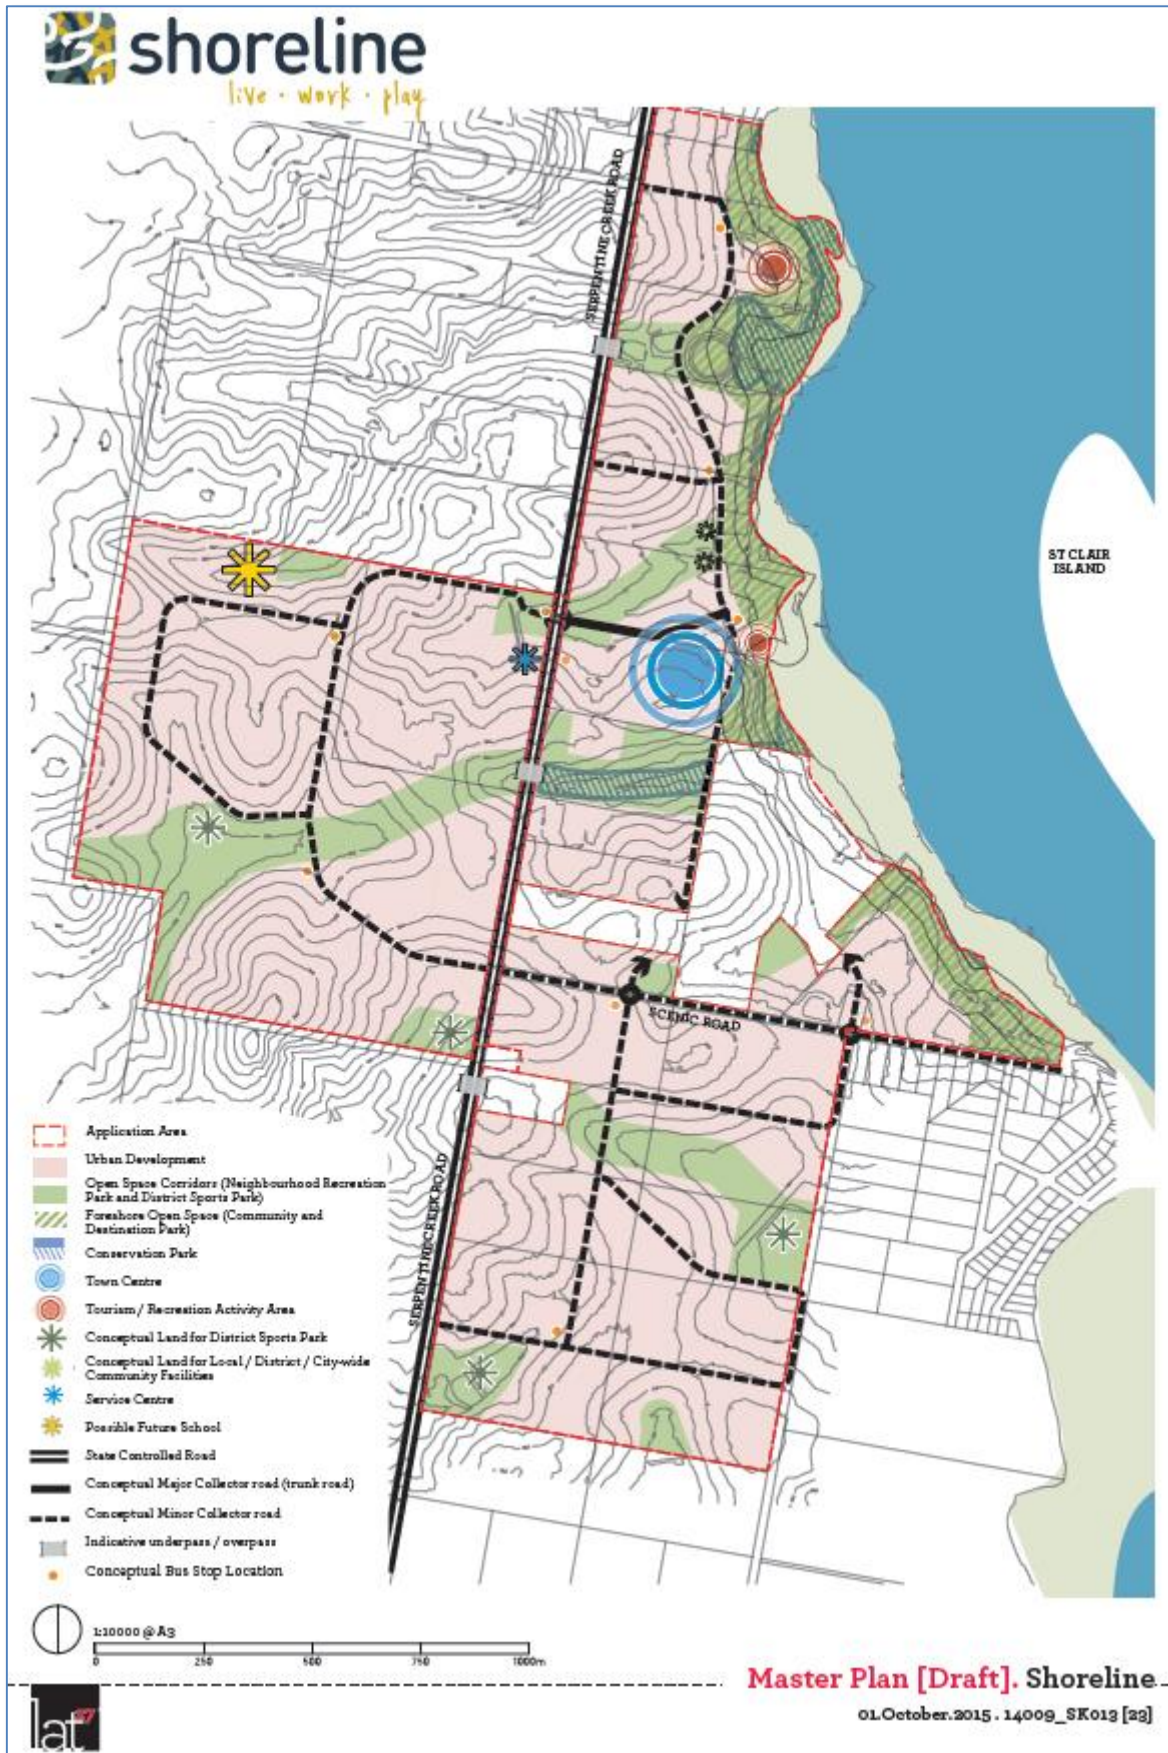 shoreline
live · work · play
SERPENTINE CREEK ROAD
ST CLAIR
ISLAND
SCENIC ROAD
SERPENTINE CREEK ROAD
Application Area
Urban Development
Open Space Corridors (Neighbourhood Recreation
Park and District Sports Park)
Foreshore Open Space (Community and
Destination Park)
Conservation Park
Town Centre
Tourism / Recreation Activity Area
Conceptual Land for District Sports Park
Conceptual Land for Local / District / City-wide
Community Facilities
Service Centre
Possible Future School
State Controlled Road
Conceptual Major Collector road (trunk road)
Conceptual Minor Collector road
Indicative underpass / overpass
Conceptual Bus Stop Location
1:10000 @ A3
0 250 500 750 1000m
Master Plan [Draft]. Shoreline
01.October.2015 . 14009_SK013 [23]
lat27